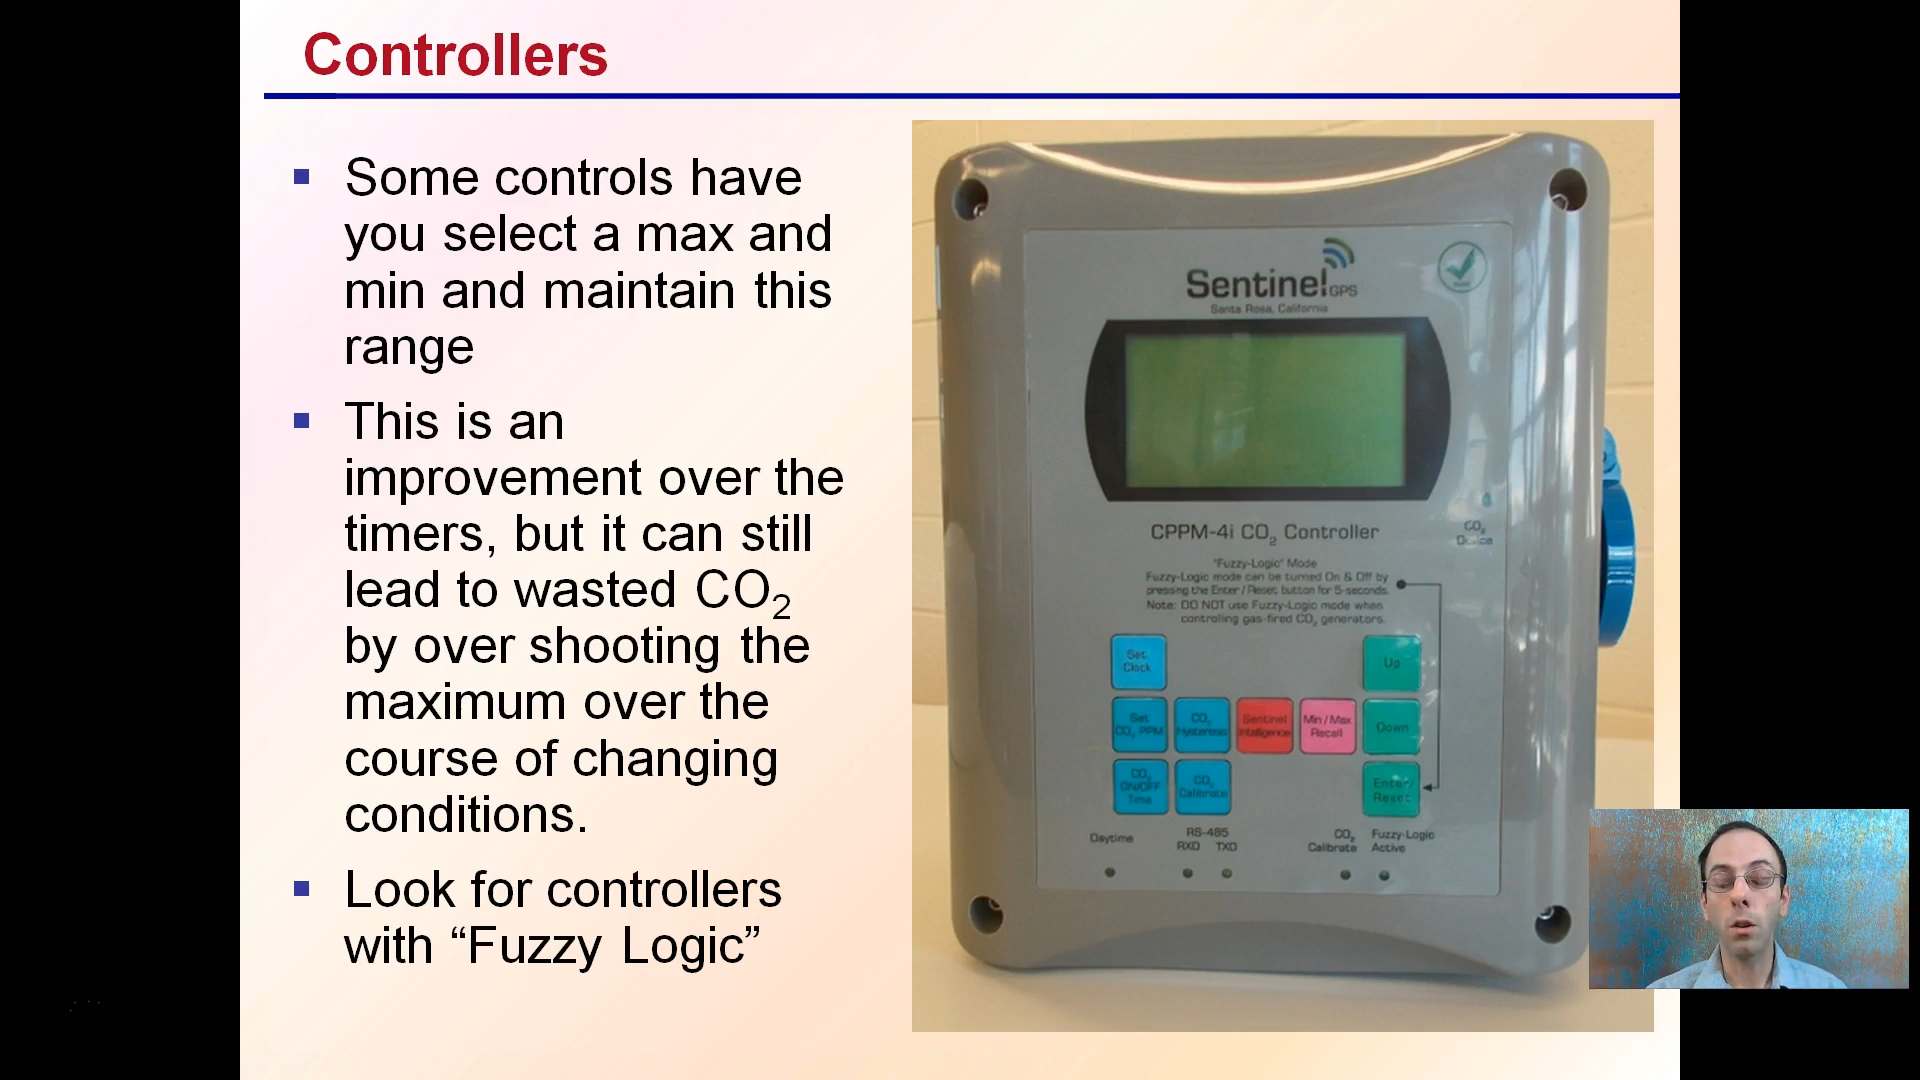 Controllers
Some controls have
you select a max and
min and maintain this
range
This is an
improvement over the
timers, but it can still
lead to wasted CO₂
by over shooting the
maximum over the
course of changing
conditions.
Look for controllers
with “Fuzzy Logic”
Sentinel GPS
Santa Rosa, California
CPPM-4i CO₂ Controller
CO₂
Device
"Fuzzy-Logic" Mode
Fuzzy-Logic mode can be turned On & Off by
pressing the Enter / Reset button for 5-seconds.
Note: DO NOT use Fuzzy-Logic mode when
controlling gas-fired CO₂ generators.
Set
Clock
Up
Set
CO₂ PPM
CO₂
Hysteresis
Sentinel
Intelligence
Min / Max
Recall
Down
CO₂
ON/OFF
Time
CO₂
Calibrate
Enter/
Reset
Daytime
RS-485
RXD TXD
CO₂
Calibrate
Fuzzy-Logic
Active